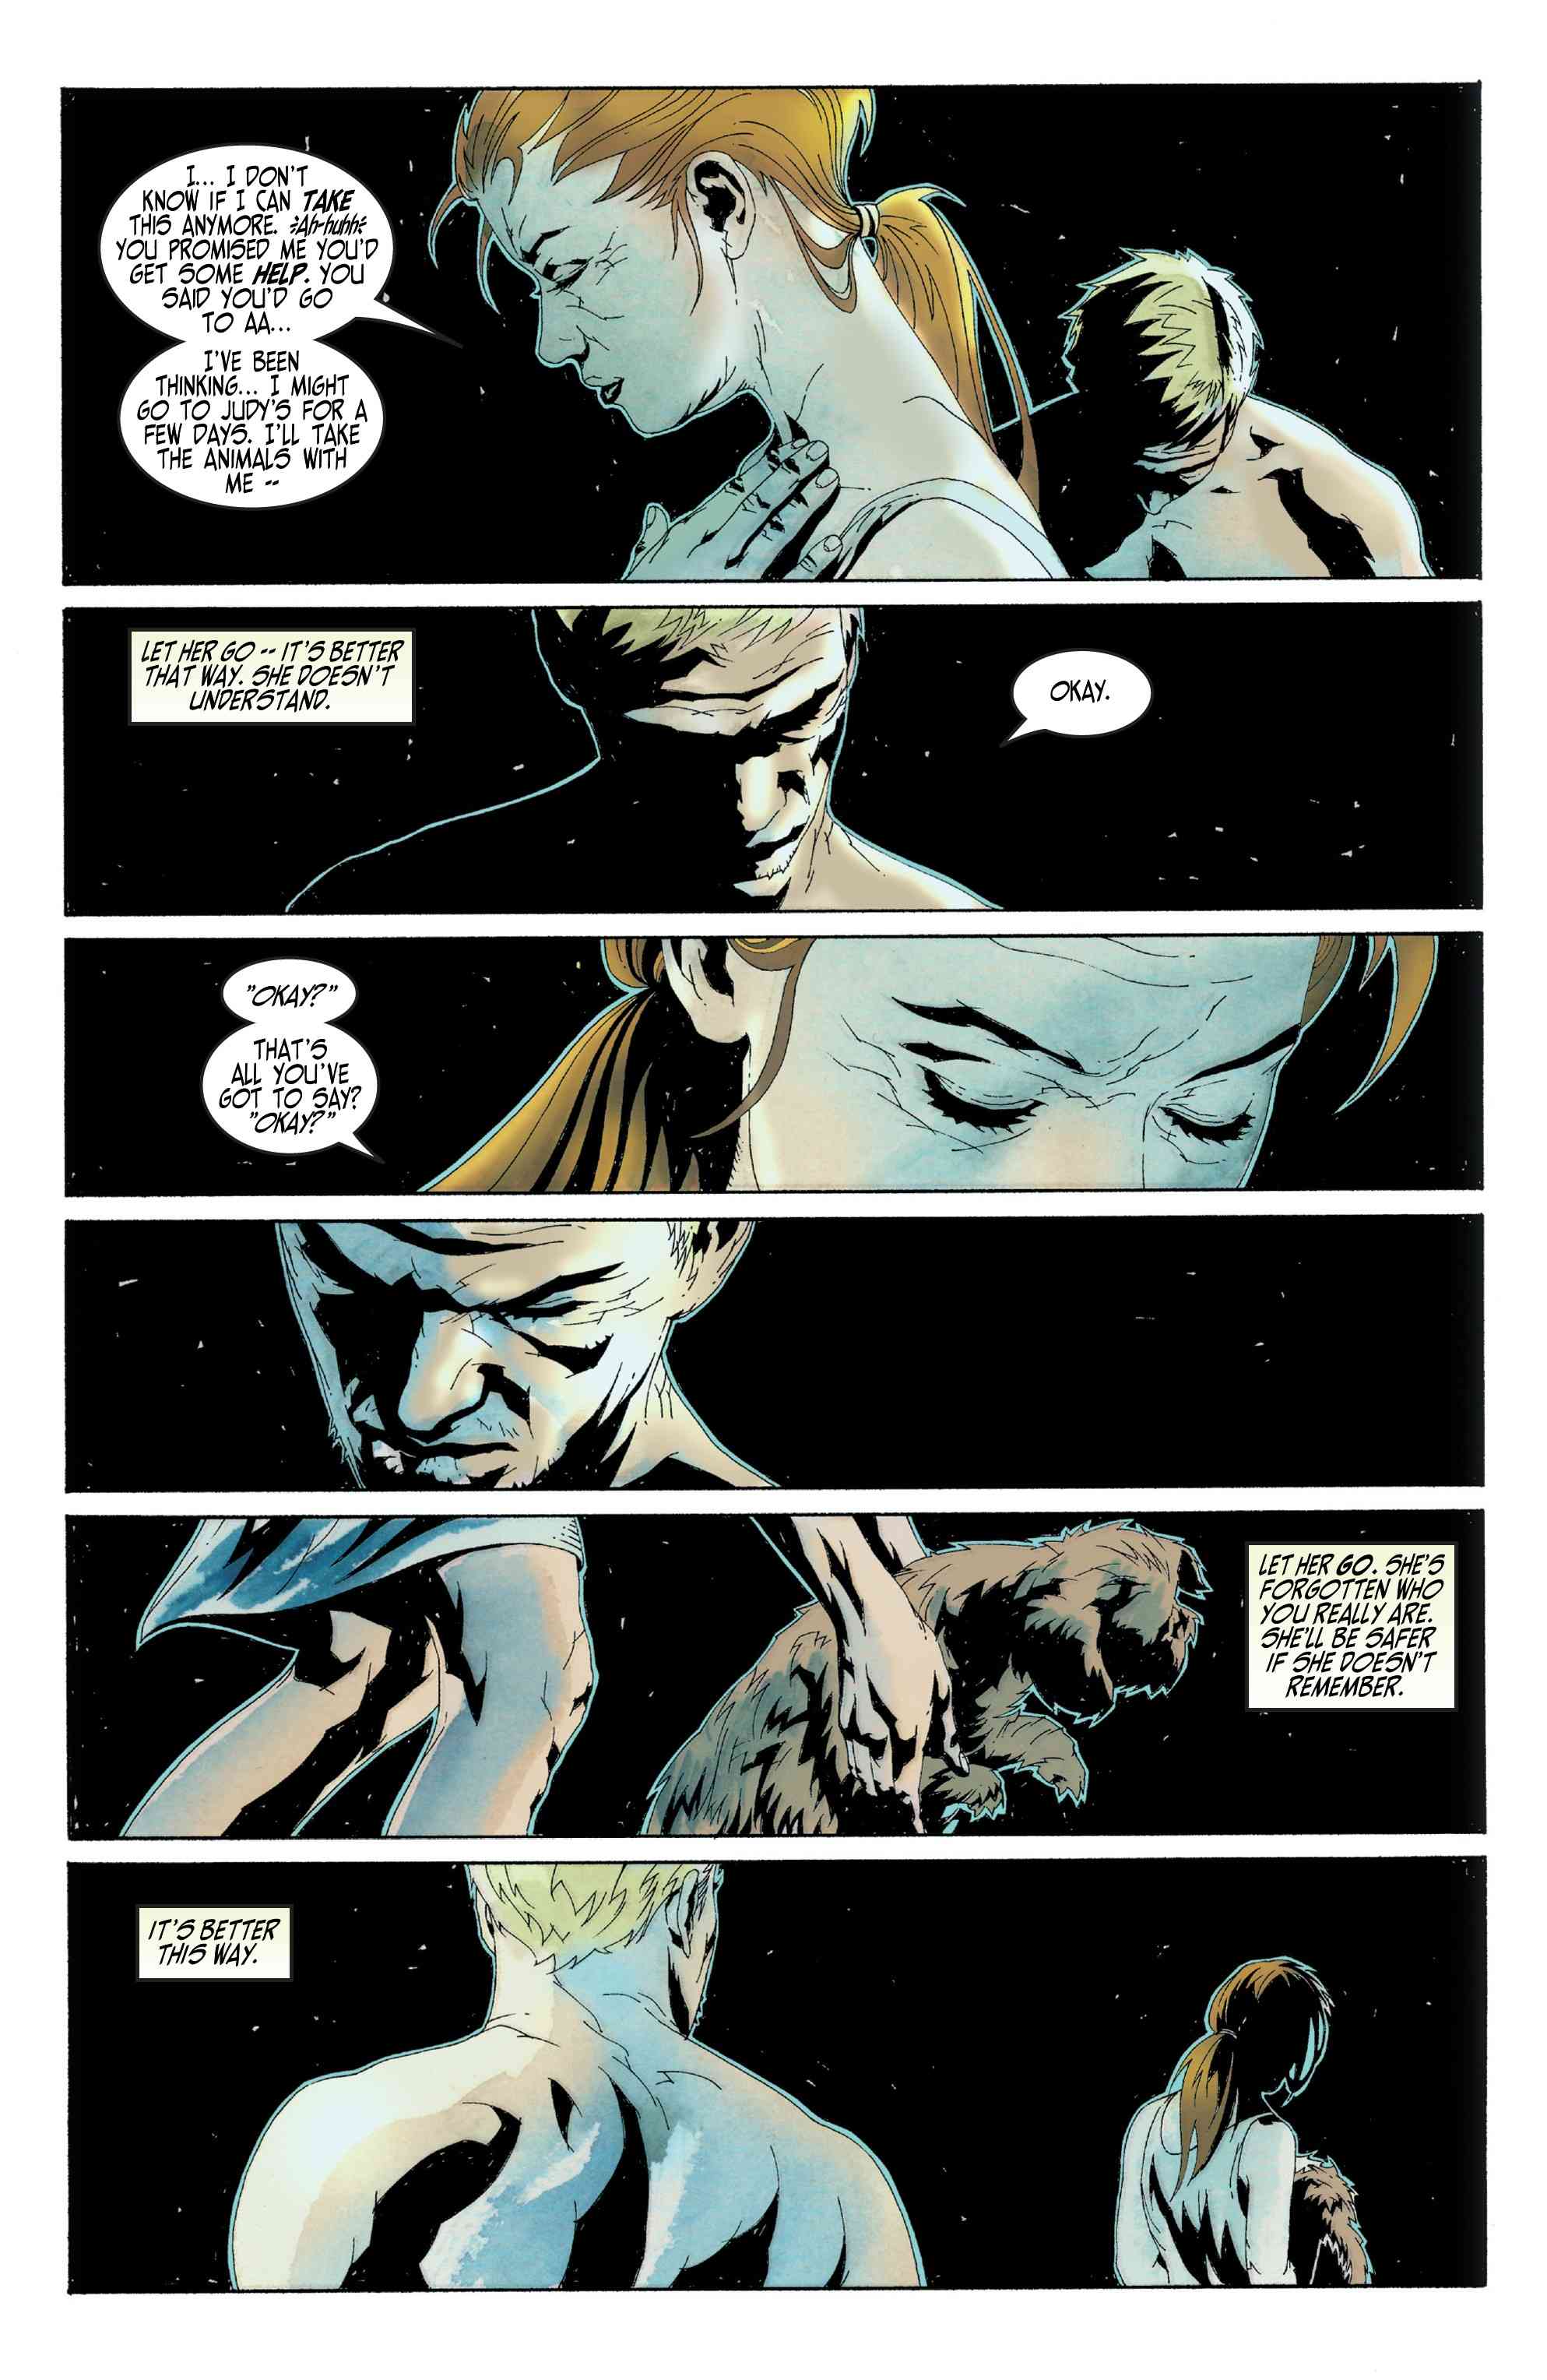 I... I DON'T
KNOW IF I CAN TAKE
THIS ANYMORE. Ah-huhh
YOU PROMISED ME YOU'D
GET SOME HELP. YOU
SAID YOU'D GO
TO AA...
I'VE BEEN
THINKING... I MIGHT
GO TO JUDY'S FOR A
FEW DAYS. I'LL TAKE
THE ANIMALS WITH
ME --
LET HER GO -- IT'S BETTER
THAT WAY. SHE DOESN'T
UNDERSTAND.
OKAY.
"OKAY?"
THAT'S
ALL YOU'VE
GOT TO SAY?
"OKAY?"
LET HER GO. SHE'S
FORGOTTEN WHO
YOU REALLY ARE.
SHE'LL BE SAFER
IF SHE DOESN'T
REMEMBER.
IT'S BETTER
THIS WAY.